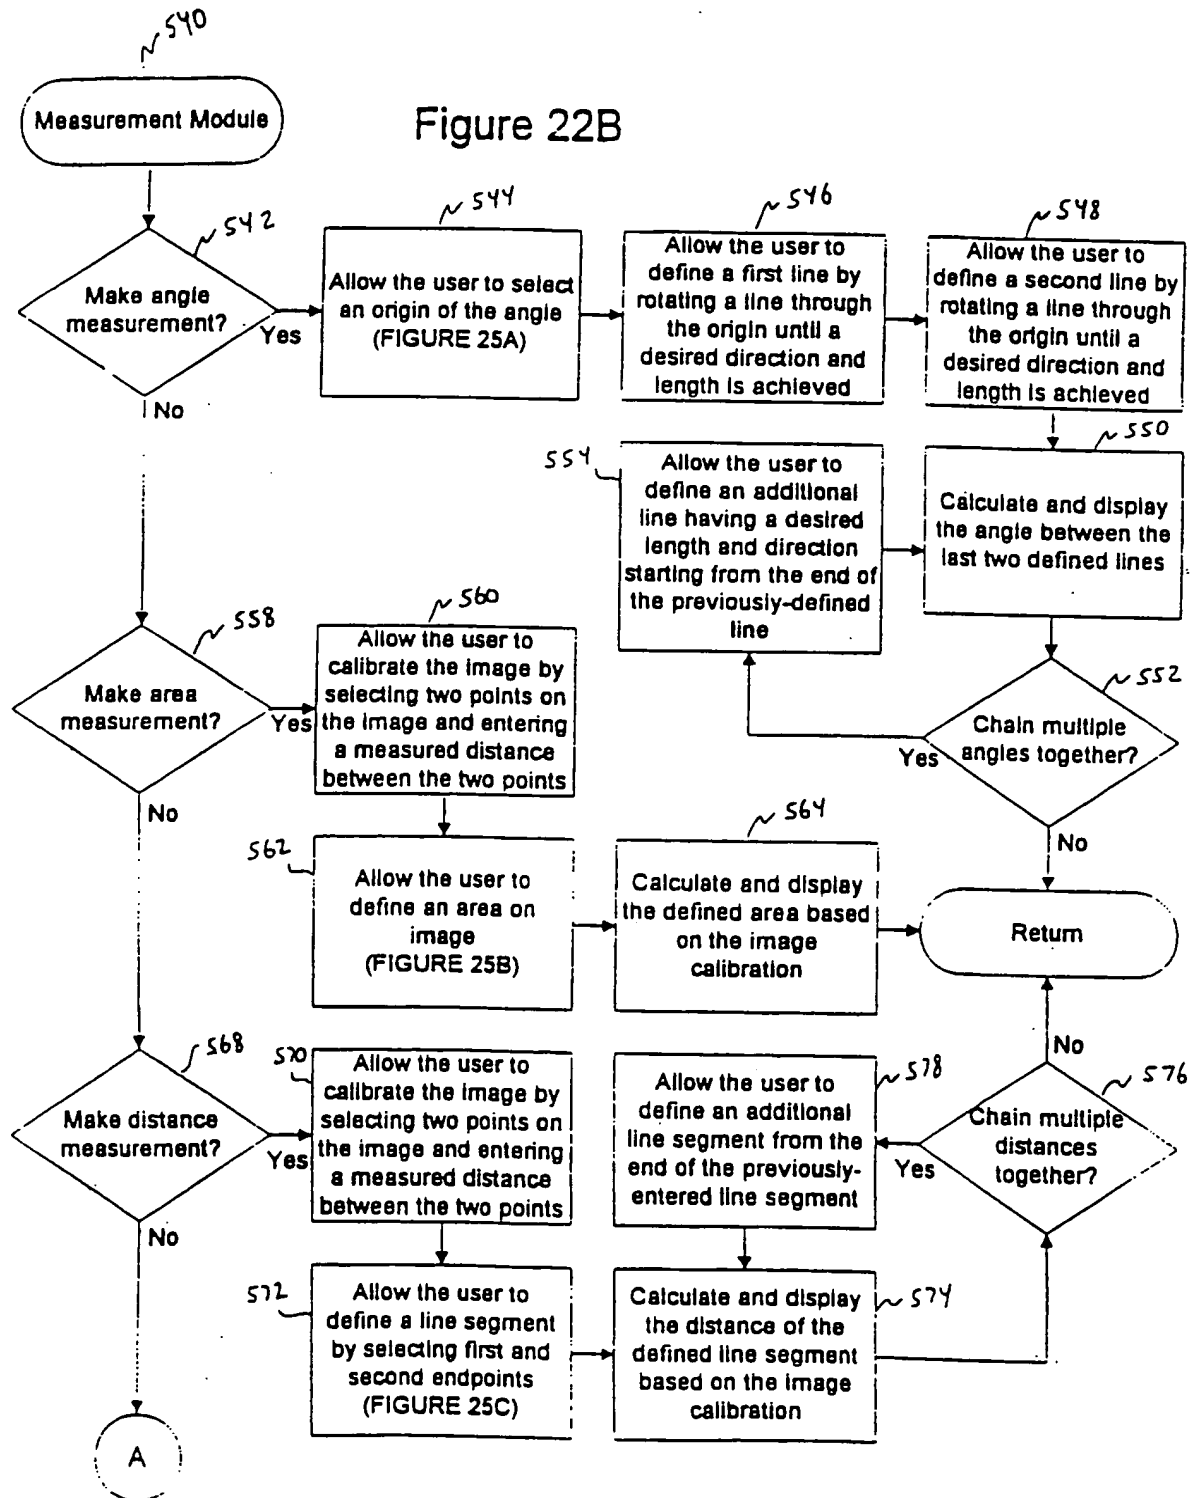 540
Measurement Module
Figure 22B
542
Make angle
measurement?
Yes
No
544
Allow the user to select
an origin of the angle
(FIGURE 25A)
546
Allow the user to
define a first line by
rotating a line through
the origin until a
desired direction and
length is achieved
548
Allow the user to
define a second line by
rotating a line through
the origin until a
desired direction and
length is achieved
550
Calculate and display
the angle between the
last two defined lines
554
Allow the user to
define an additional
line having a desired
length and direction
starting from the end of
the previously-defined
line
552
Chain multiple
angles together?
Yes
No
558
Make area
measurement?
Yes
No
560
Allow the user to
calibrate the image by
selecting two points on
the image and entering
a measured distance
between the two points
562
Allow the user to
define an area on
image
(FIGURE 25B)
564
Calculate and display
the defined area based
on the image
calibration
Return
568
Make distance
measurement?
Yes
No
570
Allow the user to
calibrate the image by
selecting two points on
the image and entering
a measured distance
between the two points
572
Allow the user to
define a line segment
by selecting first and
second endpoints
(FIGURE 25C)
578
Allow the user to
define an additional
line segment from the
end of the previously-
entered line segment
574
Calculate and display
the distance of the
defined line segment
based on the image
calibration
576
Chain multiple
distances
together?
Yes
No
A